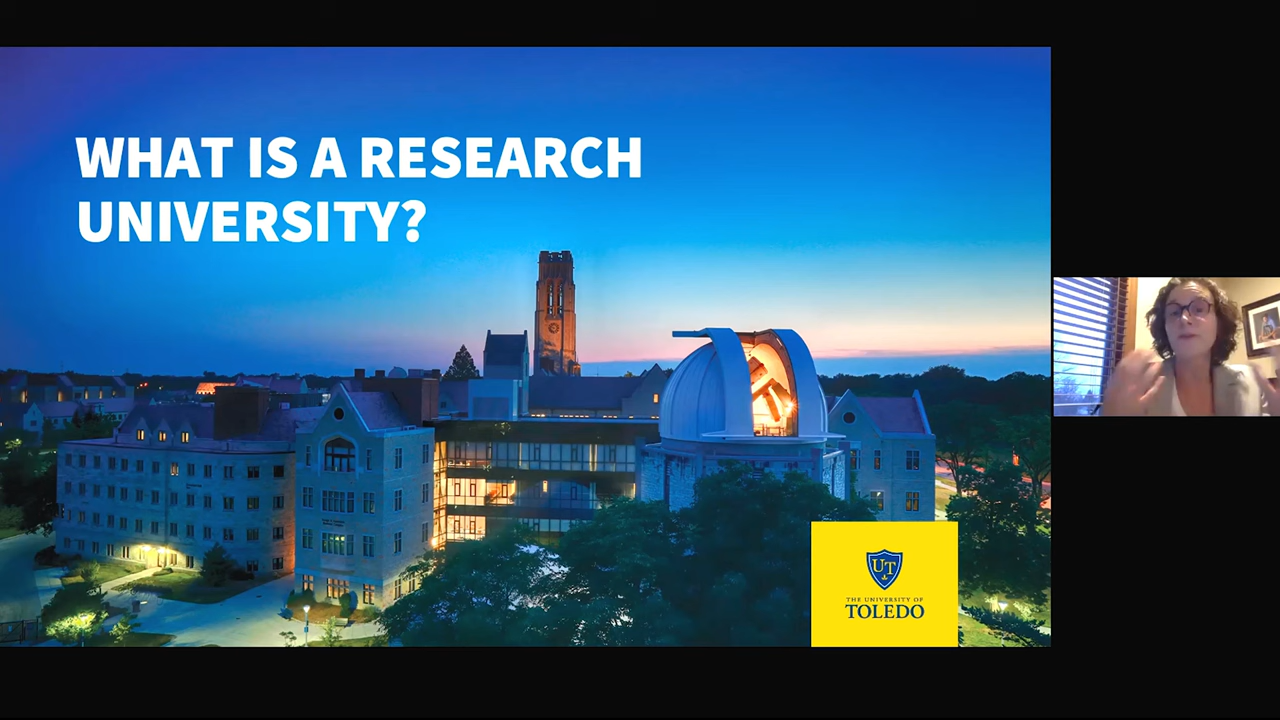 WHAT IS A RESEARCH
UNIVERSITY?
UT
THE UNIVERSITY OF
TOLEDO